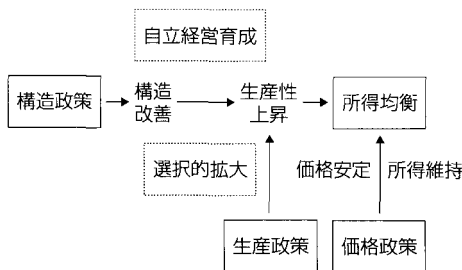 自立経営育成
構造政策
構造
改善
生産性
上昇
所得均衡
選択的拡大
価格安定
所得維持
生産政策
価格政策